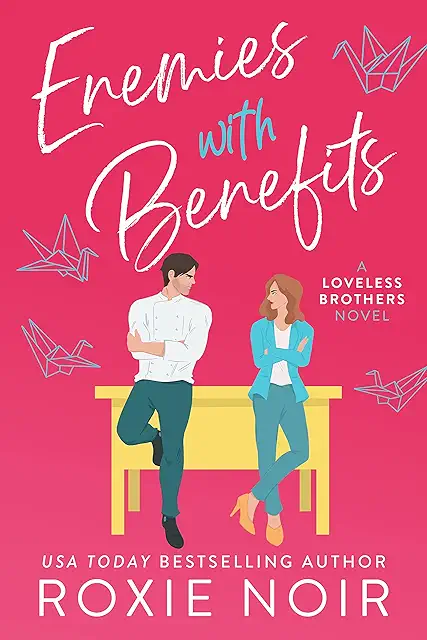 Enemies
with
Benefits
A
LOVELESS
BROTHERS
NOVEL
USA TODAY BESTSELLING AUTHOR
ROXIE NOIR